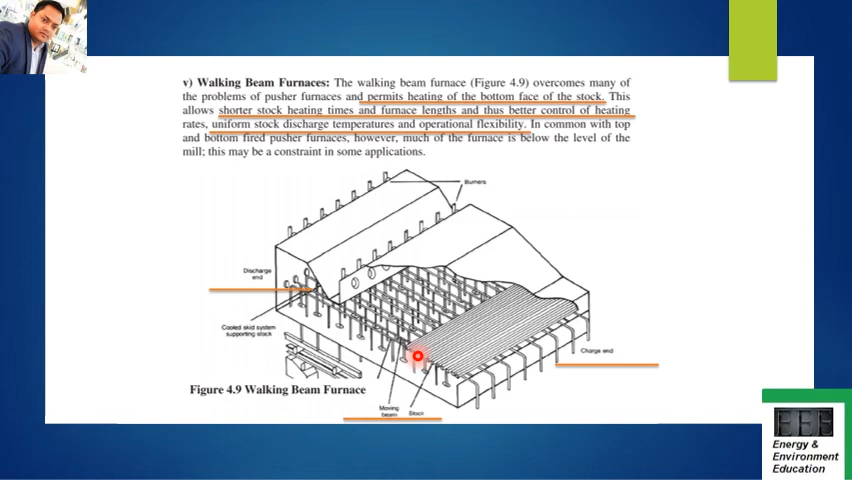 v) Walking Beam Furnaces: The walking beam furnace (Figure 4.9) overcomes many of
the problems of pusher furnaces and permits heating of the bottom face of the stock. This
allows shorter stock heating times and furnace lengths and thus better control of heating
rates, uniform stock discharge temperatures and operational flexibility. In common with top
and bottom fired pusher furnaces, however, much of the furnace is below the level of the
mill; this may be a constraint in some applications.
Burners
Discharge
end
Cooled skid system
supporting stock
Charge end
Figure 4.9 Walking Beam Furnace
Moving
beam
Stock
EEE
Energy &
Environment
Education